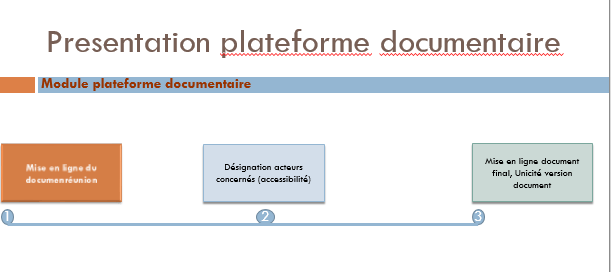 Presentation plateforme documentaire
Module plateforme documentaire
Mise en ligne du
documenréunion
Désignation acteurs
concernés (accessibilité)
Mise en ligne document
final, Unicité version
document
1
2
3